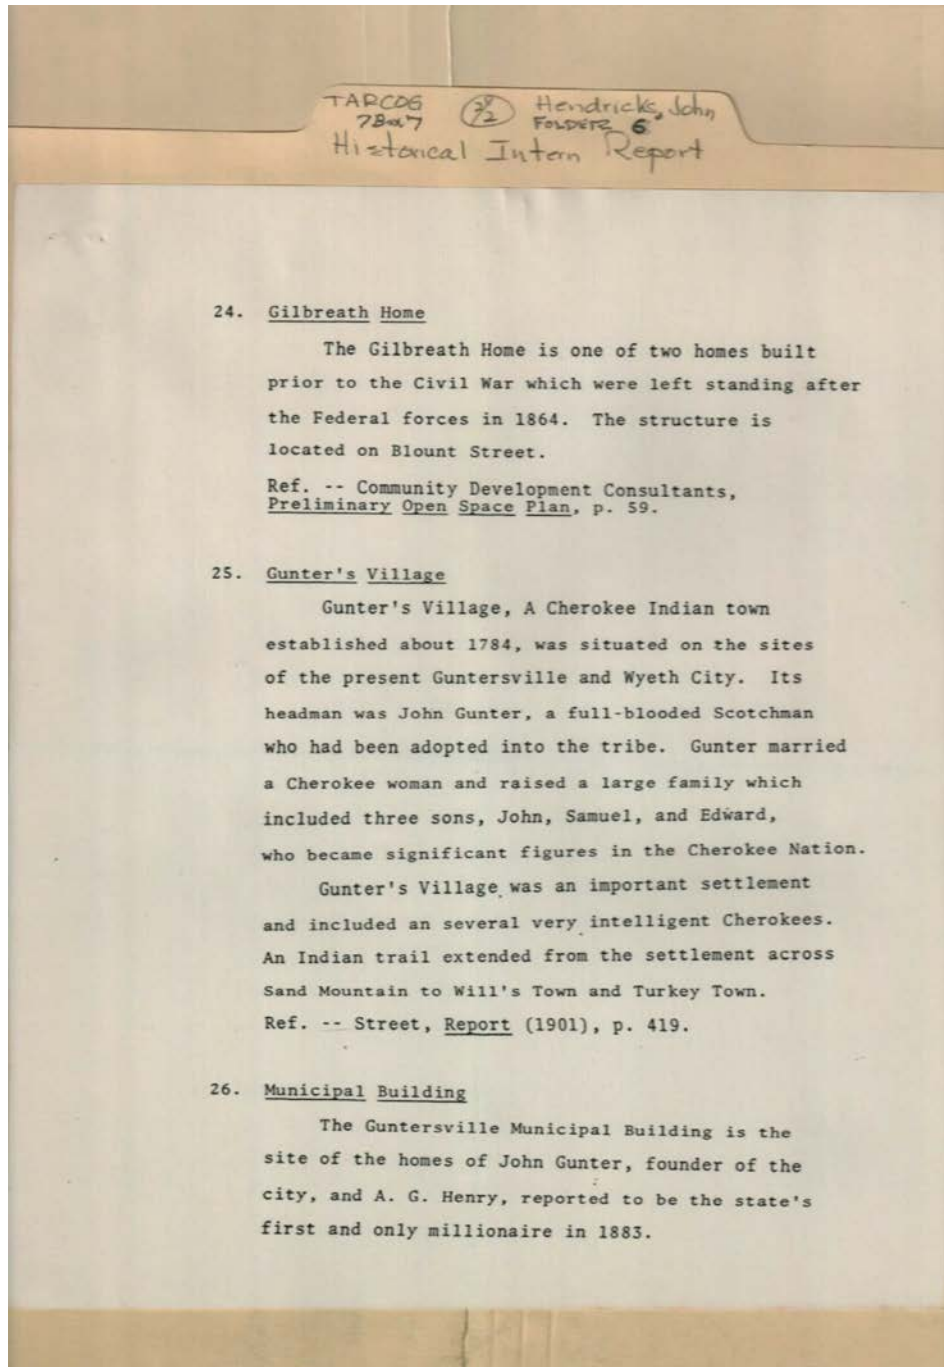 TARCOG Hendricks, John
FOLDER 6
Historical Intern Report
24. Gilbreath Home
The Gilbreath Home is one of two homes built
prior to the Civil War which were left standing after
the Federal forces in 1864. The structure is
located on Blount Street.
Ref. -- Community Development Consultants,
Preliminary Open Space Plan, p. 59.
25. Gunter's Village
Gunter's Village, A Cherokee Indian town
established about 1784, was situated on the sites
of the present Guntersville and Wyeth City. Its
headman was John Gunter, a full-blooded Scotchman
who had been adopted into the tribe. Gunter married
a Cherokee woman and raised a large family which
included three sons, John, Samuel, and Edward,
who became significant figures in the Cherokee Nation.
Gunter's Village was an important settlement
and included an several very intelligent Cherokees.
An Indian trail extended from the settlement across
Sand Mountain to Will's Town and Turkey Town.
Ref. -- Street, Report (1901), p. 419.
26. Municipal Building
The Guntersville Municipal Building is the
site of the homes of John Gunter, founder of the
city, and A. G. Henry, reported to be the state's
first and only millionaire in 1883.